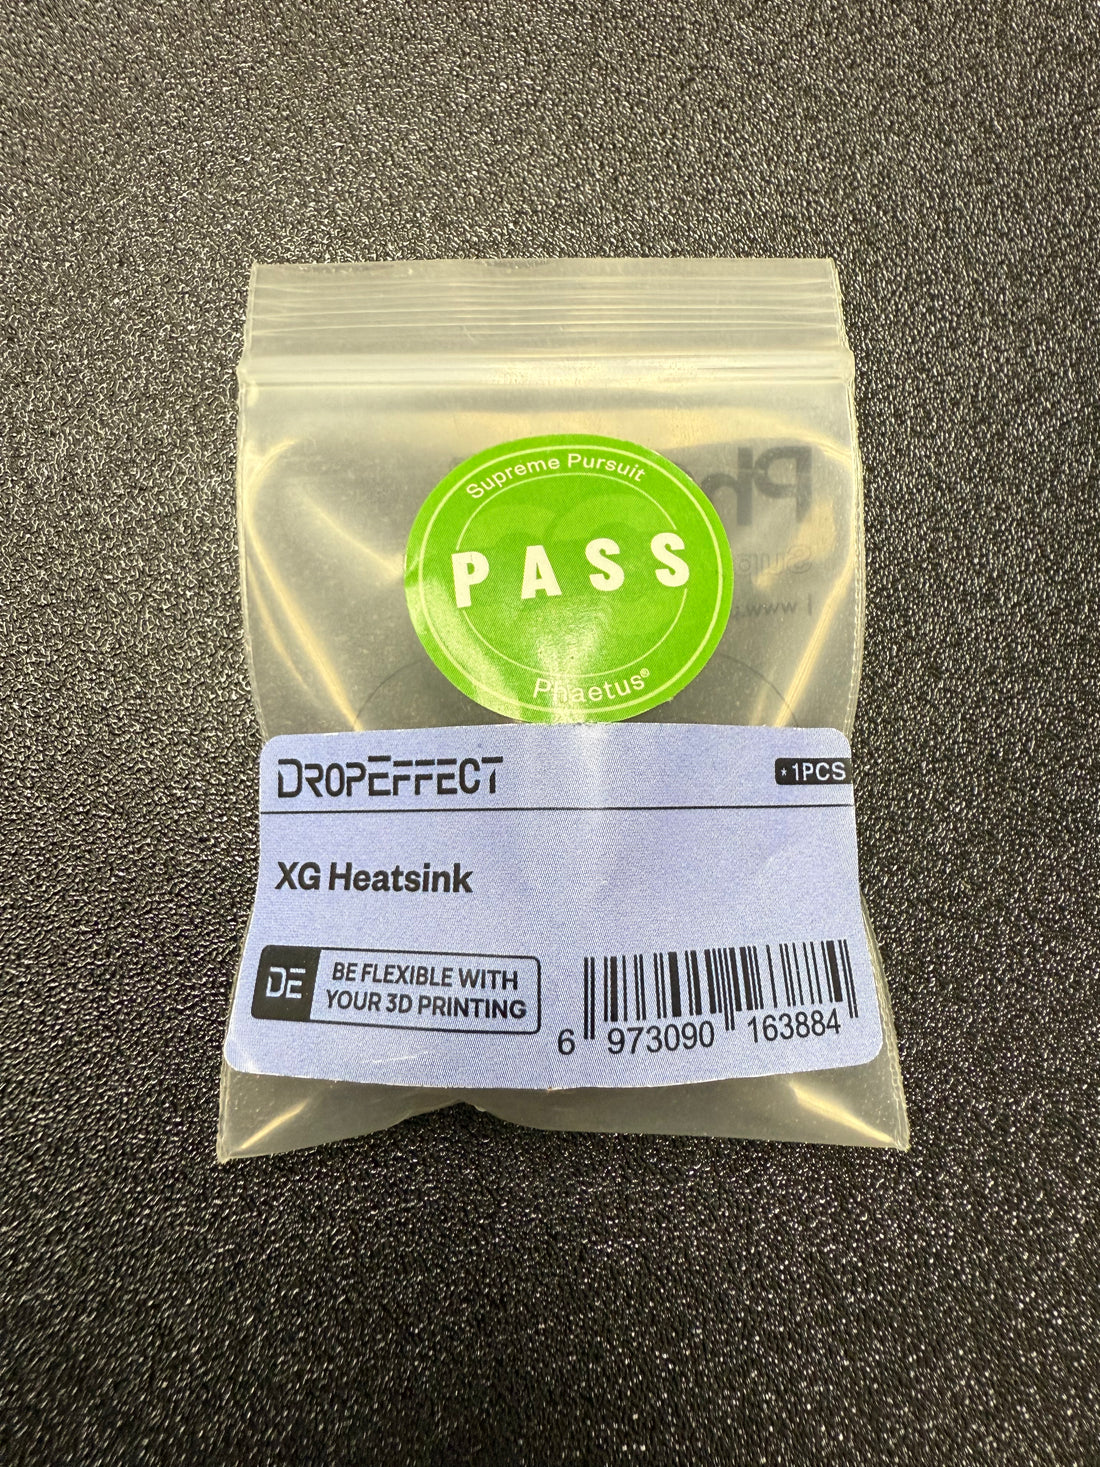 Supreme Pursuit
PASS
Phaetus®
DROPEFFECT
*1PCS
XG Heatsink
DE
BE FLEXIBLE WITH
YOUR 3D PRINTING
6 973090 163884